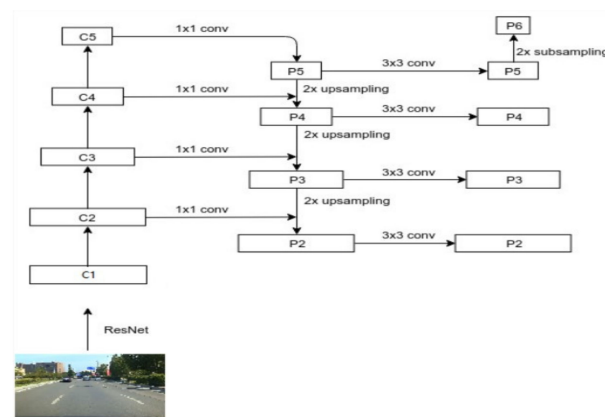 C5
1x1 conv
P6
2x subsampling
P5
3x3 conv
P5
C4
1x1 conv
2x upsampling
P4
3x3 conv
P4
C3
1x1 conv
2x upsampling
P3
3x3 conv
P3
C2
1x1 conv
2x upsampling
P2
3x3 conv
P2
C1
ResNet